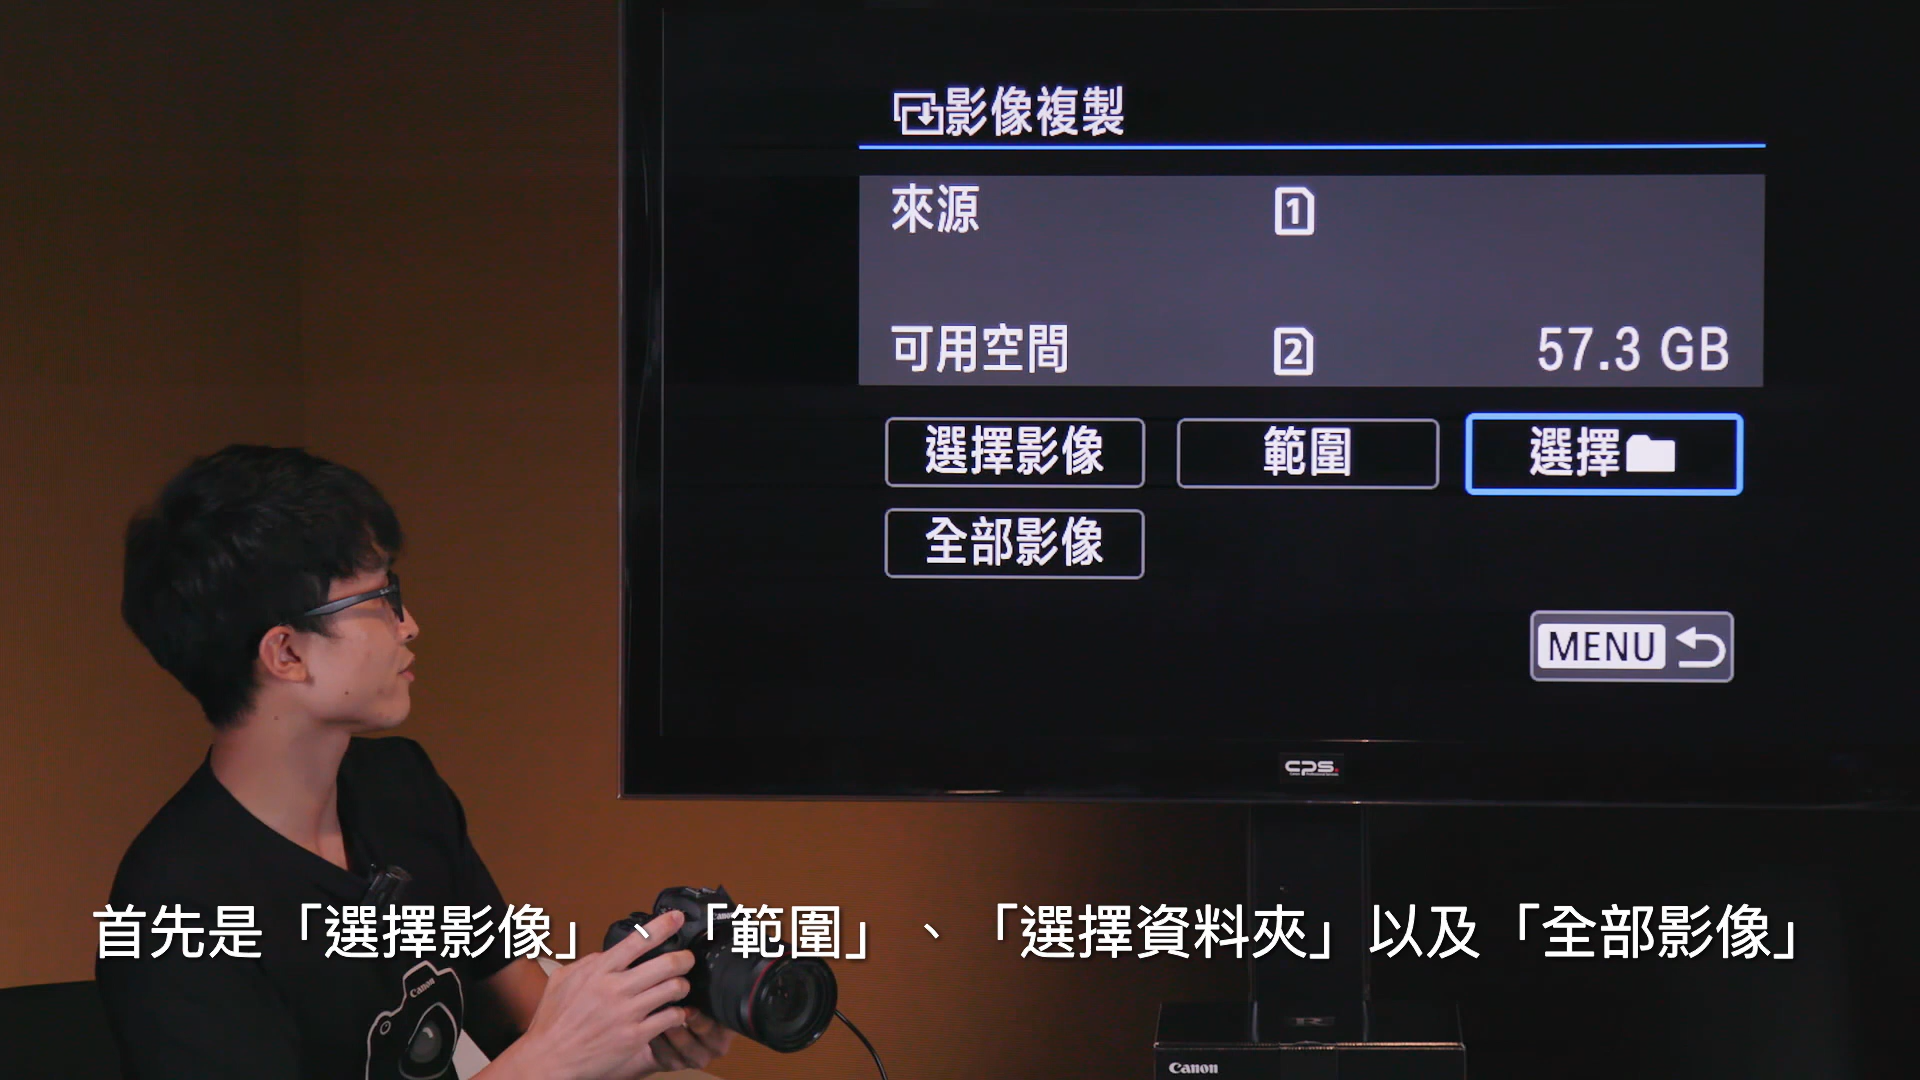 影像複製
來源 1
可用空間 2 57.3 GB
選擇影像 範圍 選擇
全部影像
MENU
cps
首先是「選擇影像」、「範圍」、「選擇資料夾」以及「全部影像」
Canon
Canon
R
Canon